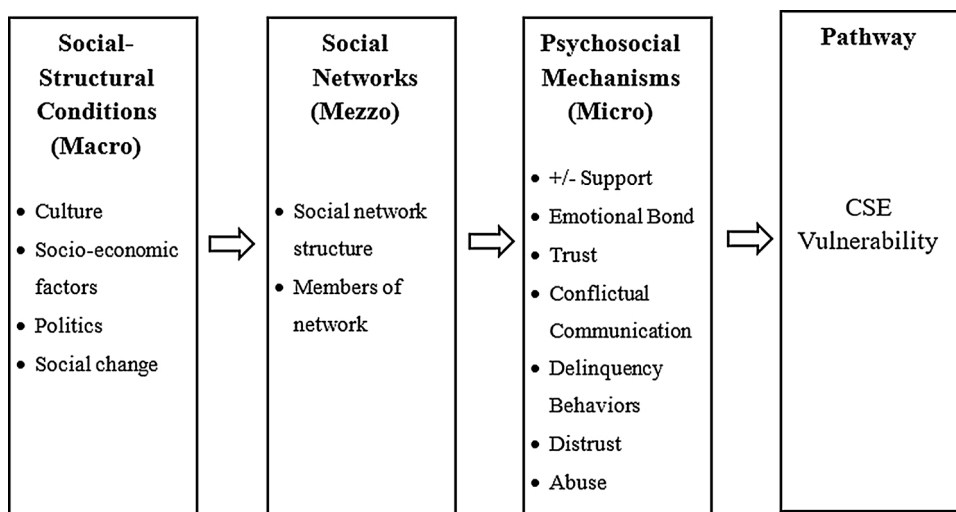 Social-
Structural
Conditions
(Macro)
• Culture
• Socio-economic
factors
• Politics
• Social change
Social
Networks
(Mezzo)
• Social network
structure
• Members of
network
Psychosocial
Mechanisms
(Micro)
• +/- Support
• Emotional Bond
• Trust
• Conflictual
Communication
• Delinquency
Behaviors
• Distrust
• Abuse
Pathway
CSE
Vulnerability